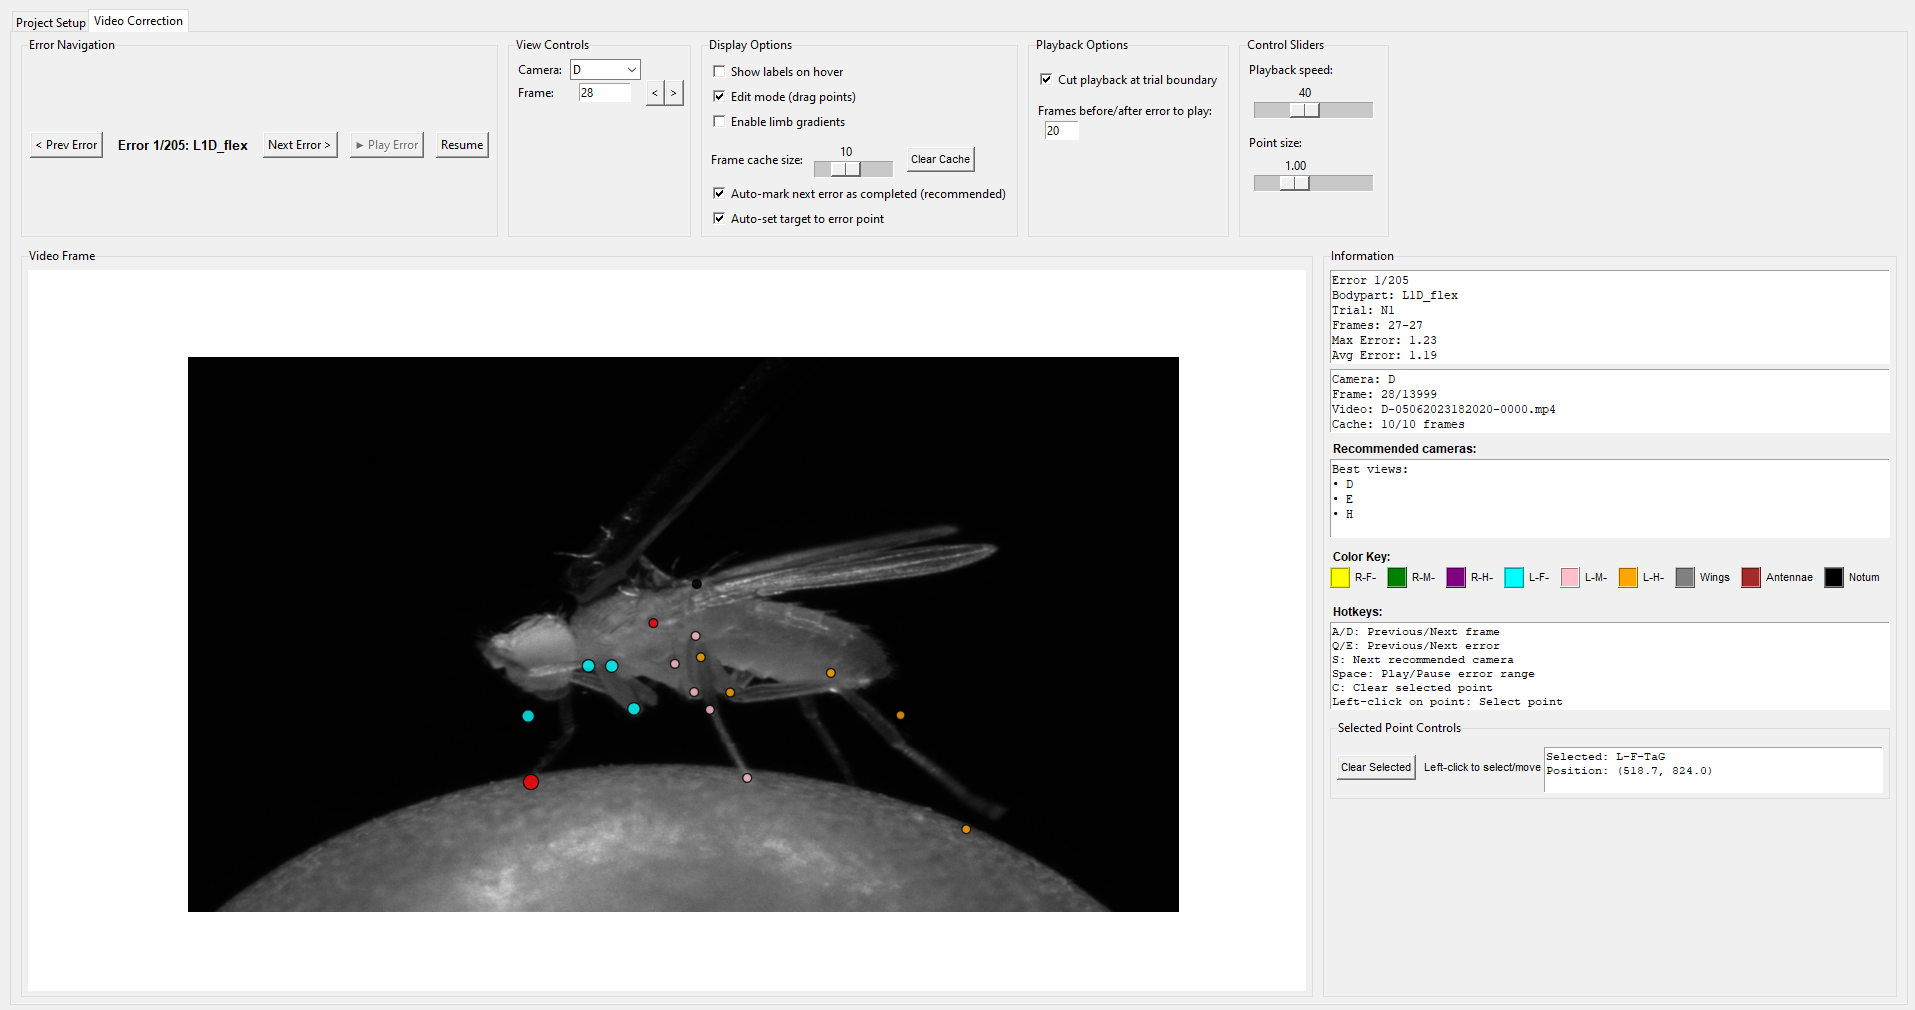 Project Setup
Video Correction
Error Navigation
< Prev Error
Error 1/205: L1D_flex
Next Error >
► Play Error
Resume
View Controls
Camera:
D
Frame:
28
<
>
Display Options
Show labels on hover
Edit mode (drag points)
Enable limb gradients
Frame cache size:
10
Clear Cache
Auto-mark next error as completed (recommended)
Auto-set target to error point
Playback Options
Cut playback at trial boundary
Frames before/after error to play:
20
Control Sliders
Playback speed:
40
Point size:
1.00
Video Frame
Information
Error 1/205
Bodypart: L1D_flex
Trial: N1
Frames: 27-27
Max Error: 1.23
Avg Error: 1.19
Camera: D
Frame: 28/13999
Video: D-05062023182020-0000.mp4
Cache: 10/10 frames
Recommended cameras:
Best views:
• D
• E
• H
Color Key:
R-F-
R-M-
R-H-
L-F-
L-M-
L-H-
Wings
Antennae
Notum
Hotkeys:
A/D: Previous/Next frame
Q/E: Previous/Next error
S: Next recommended camera
Space: Play/Pause error range
C: Clear selected point
Left-click on point: Select point
Selected Point Controls
Clear Selected
Left-click to select/move
Selected: L-F-TaG
Position: (518.7, 824.0)